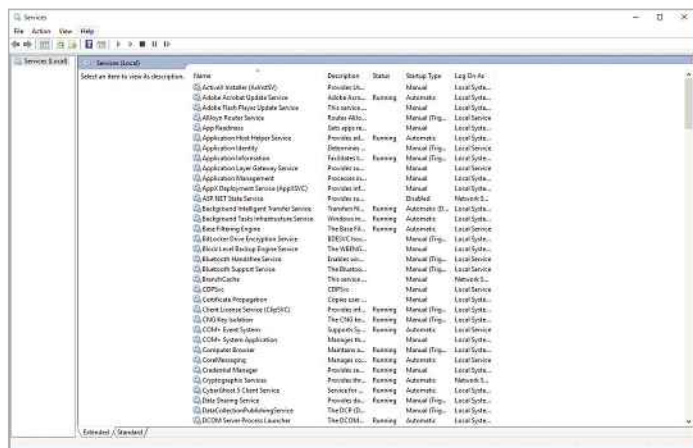 Services
File Action View Help
Services (Local)
Services (Local)
Select an item to view its description.
Name Description Status Startup Type Log On As
ActiveX Installer (AxInstSV) Provides Us... Manual Local Syste...
Adobe Acrobat Update Service Adobe Acro... Running Automatic Local Syste...
Adobe Flash Player Update Service This service ... Manual Local Syste...
AllJoyn Router Service Routes AllJo... Manual (Trig... Local Service
App Readiness Gets apps re... Manual Local Syste...
Application Host Helper Service Provides ad... Running Automatic Local Syste...
Application Identity Determines ... Manual (Trig... Local Service
Application Information Facilitates t... Running Manual (Trig... Local Syste...
Application Layer Gateway Service Provides su... Manual Local Service
Application Management Processes in... Manual Local Syste...
AppX Deployment Service (AppXSVC) Provides inf... Manual Local Syste...
ASP.NET State Service Provides su... Disabled Network S...
Background Intelligent Transfer Service Transfers fil... Running Automatic (D... Local Syste...
Background Tasks Infrastructure Service Windows in... Running Automatic Local Syste...
Base Filtering Engine The Base Fil... Running Automatic Local Service
BitLocker Drive Encryption Service BDESVC hos... Manual (Trig... Local Syste...
Block Level Backup Engine Service The WBENG... Manual Local Syste...
Bluetooth Handsfree Service Enables wir... Manual (Trig... Local Service
Bluetooth Support Service The Bluetoo... Manual (Trig... Local Service
BranchCache This service ... Manual Network S...
CDPSvc CDPSvc Manual Local Service
Certificate Propagation Copies user ... Manual Local Syste...
Client License Service (ClipSVC) Provides inf... Running Manual (Trig... Local Syste...
CNG Key Isolation The CNG ke... Running Manual (Trig... Local Syste...
COM+ Event System Supports Sy... Running Automatic Local Service
COM+ System Application Manages th... Manual Local Syste...
Computer Browser Maintains a... Running Manual (Trig... Local Syste...
CoreMessaging Manages co... Running Automatic Local Service
Credential Manager Provides se... Running Manual Local Syste...
Cryptographic Services Provides thr... Running Automatic Network S...
CyberGhost 5 Client Service Service for ... Running Automatic Local Syste...
Data Sharing Service Provides da... Running Manual (Trig... Local Syste...
DataCollectionPublishingService The DCP (D... Manual (Trig... Local Syste...
DCOM Server Process Launcher The DCOM... Running Automatic Local Syste...
Extended Standard